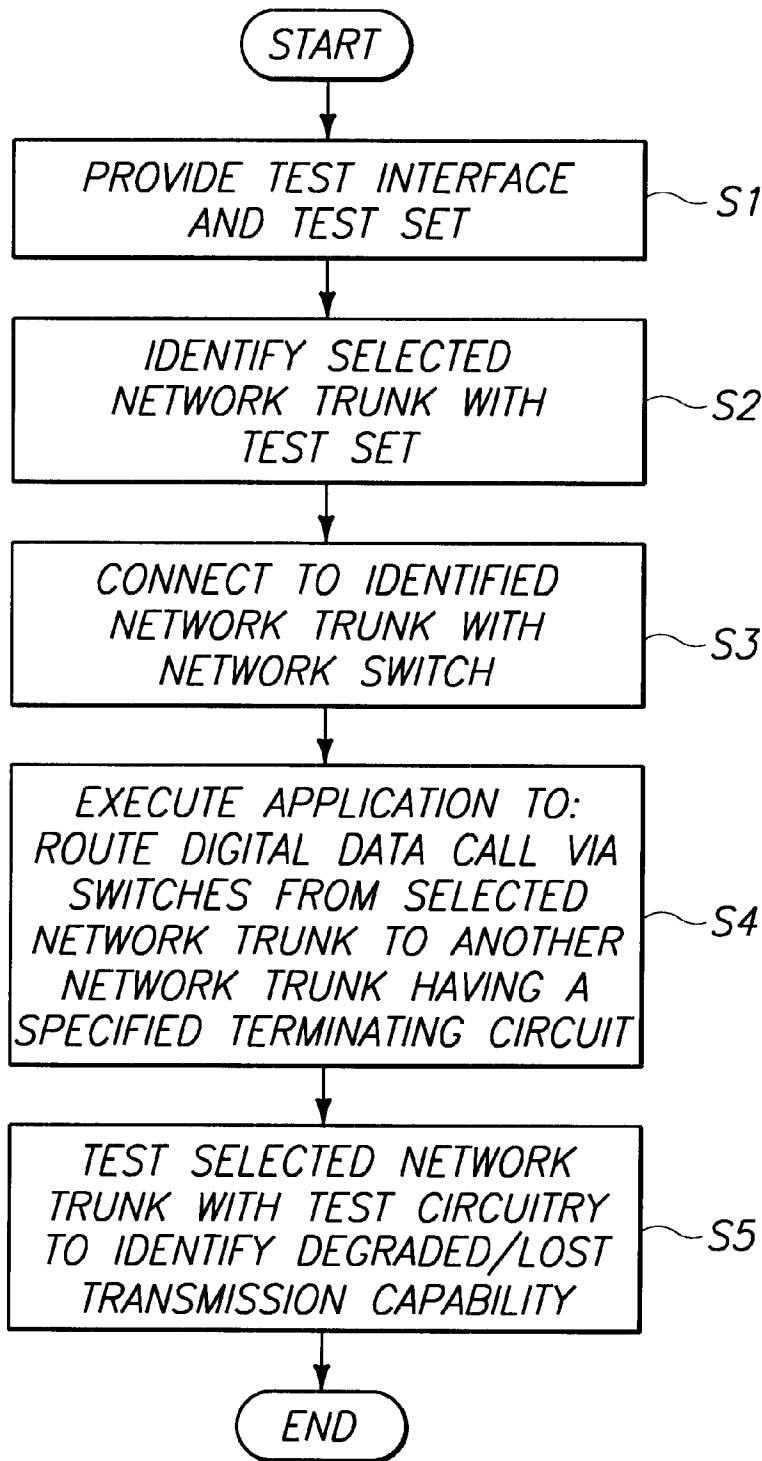 START
PROVIDE TEST INTERFACE
AND TEST SET
S1
IDENTIFY SELECTED
NETWORK TRUNK WITH
TEST SET
S2
CONNECT TO IDENTIFIED
NETWORK TRUNK WITH
NETWORK SWITCH
S3
EXECUTE APPLICATION TO:
ROUTE DIGITAL DATA CALL VIA
SWITCHES FROM SELECTED
NETWORK TRUNK TO ANOTHER
NETWORK TRUNK HAVING A
SPECIFIED TERMINATING CIRCUIT
S4
TEST SELECTED NETWORK
TRUNK WITH TEST CIRCUITRY
TO IDENTIFY DEGRADED/LOST
TRANSMISSION CAPABILITY
S5
END